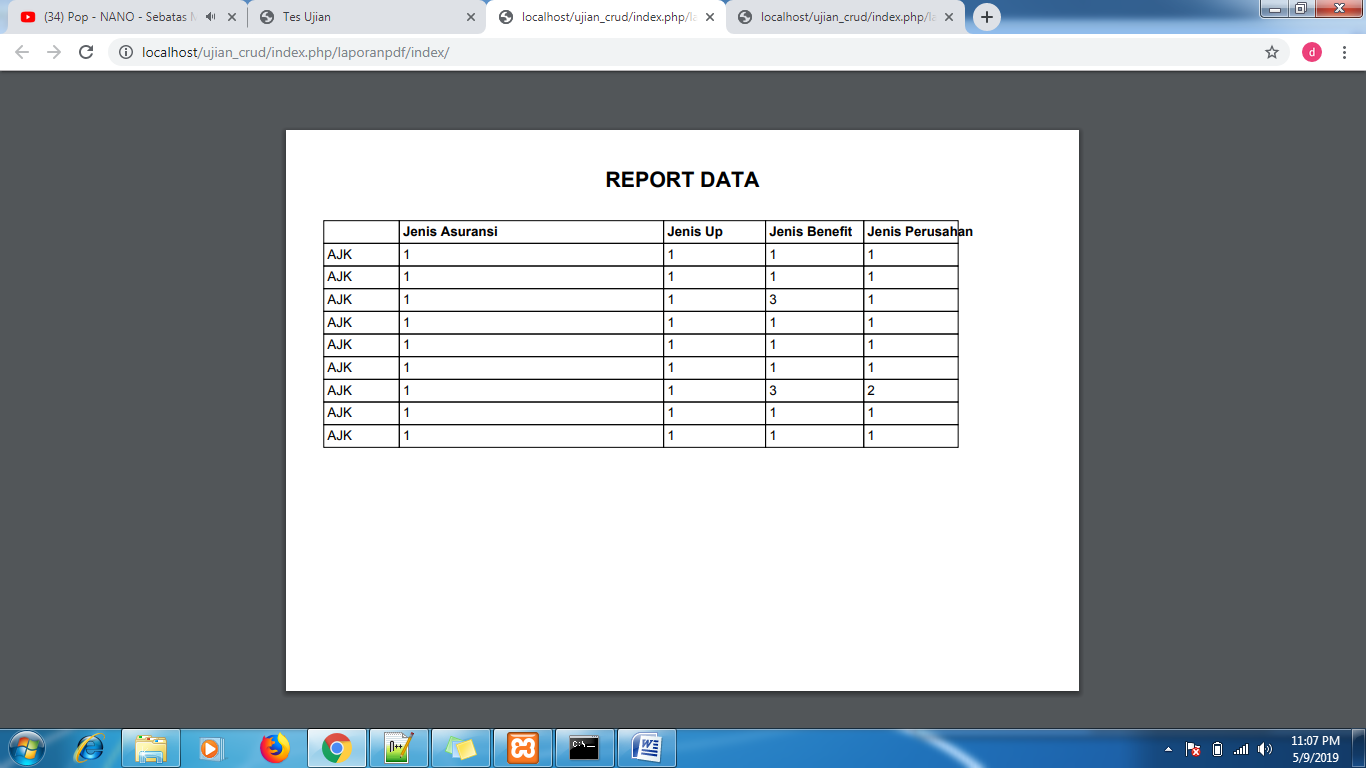 (34) Pop - NANO - Sebatas M
Tes Ujian
localhost/ujian_crud/index.php/la
localhost/ujian_crud/index.php/la
localhost/ujian_crud/index.php/laporanpdf/index/
d
REPORT DATA
Jenis Asuransi Jenis Up Jenis Benefit Jenis Perusahan
AJK 1 1 1 1
AJK 1 1 1 1
AJK 1 1 3 1
AJK 1 1 1 1
AJK 1 1 1 1
AJK 1 1 1 1
AJK 1 1 3 2
AJK 1 1 1 1
AJK 1 1 1 1
11:07 PM
5/9/2019